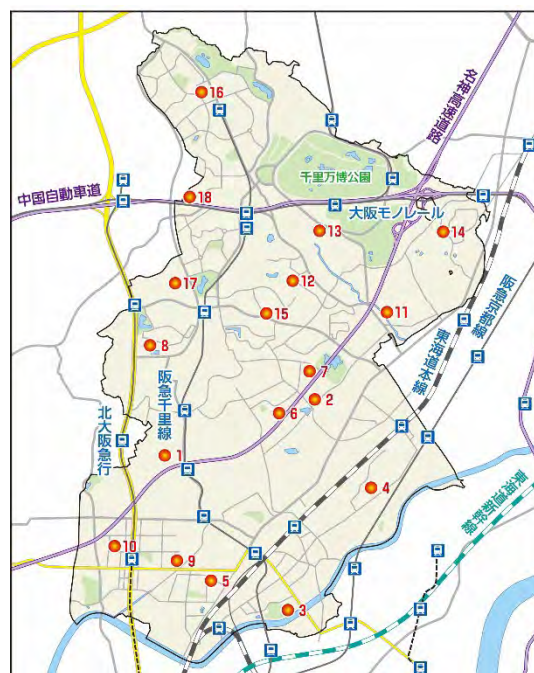 名神高速道路
16
千里万博公園
中国自動車道
18
大阪モノレール
13
14
阪急京都線
17
12
15
11
東海道本線
8
阪急千里線
7
2
北大阪急行
6
1
4
東海道新幹線
10
9
5
3